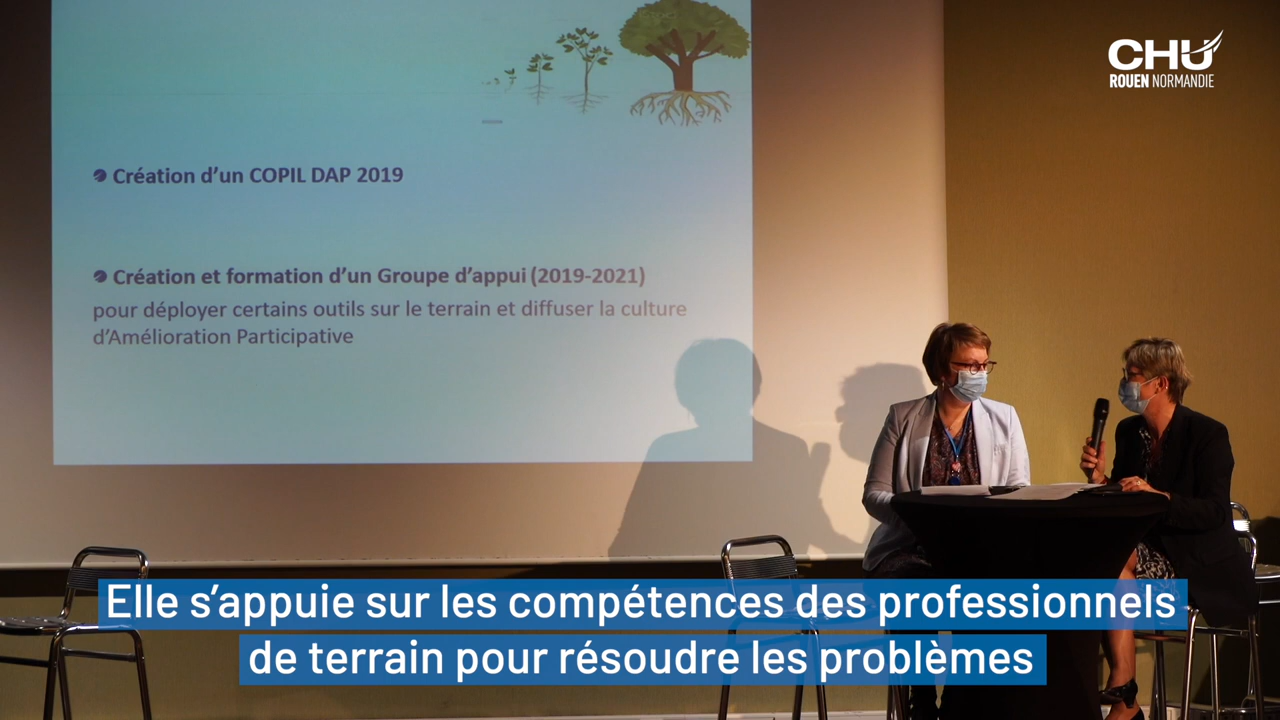 CHU
ROUEN NORMANDIE
Création d'un COPIL DAP 2019
Création et formation d'un Groupe d'appui (2019-2021)
pour déployer certains outils sur le terrain et diffuser la culture
d'Amélioration Participative
Elle s'appuie sur les compétences des professionnels
de terrain pour résoudre les problèmes